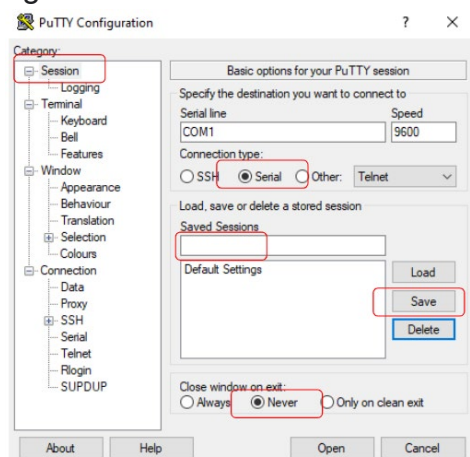 PuTTY Configuration ? ×
Category:
Session
Logging
Terminal
Keyboard
Bell
Features
Window
Appearance
Behaviour
Translation
Selection
Colours
Connection
Data
Proxy
SSH
Serial
Telnet
Rlogin
SUPDUP
Basic options for your PuTTY session
Specify the destination you want to connect to
Serial line Speed
COM1 9600
Connection type:
SSH Serial Other: Telnet
Load, save or delete a stored session
Saved Sessions
Default Settings
Load
Save
Delete
Close window on exit:
Always Never Only on clean exit
About Help Open Cancel